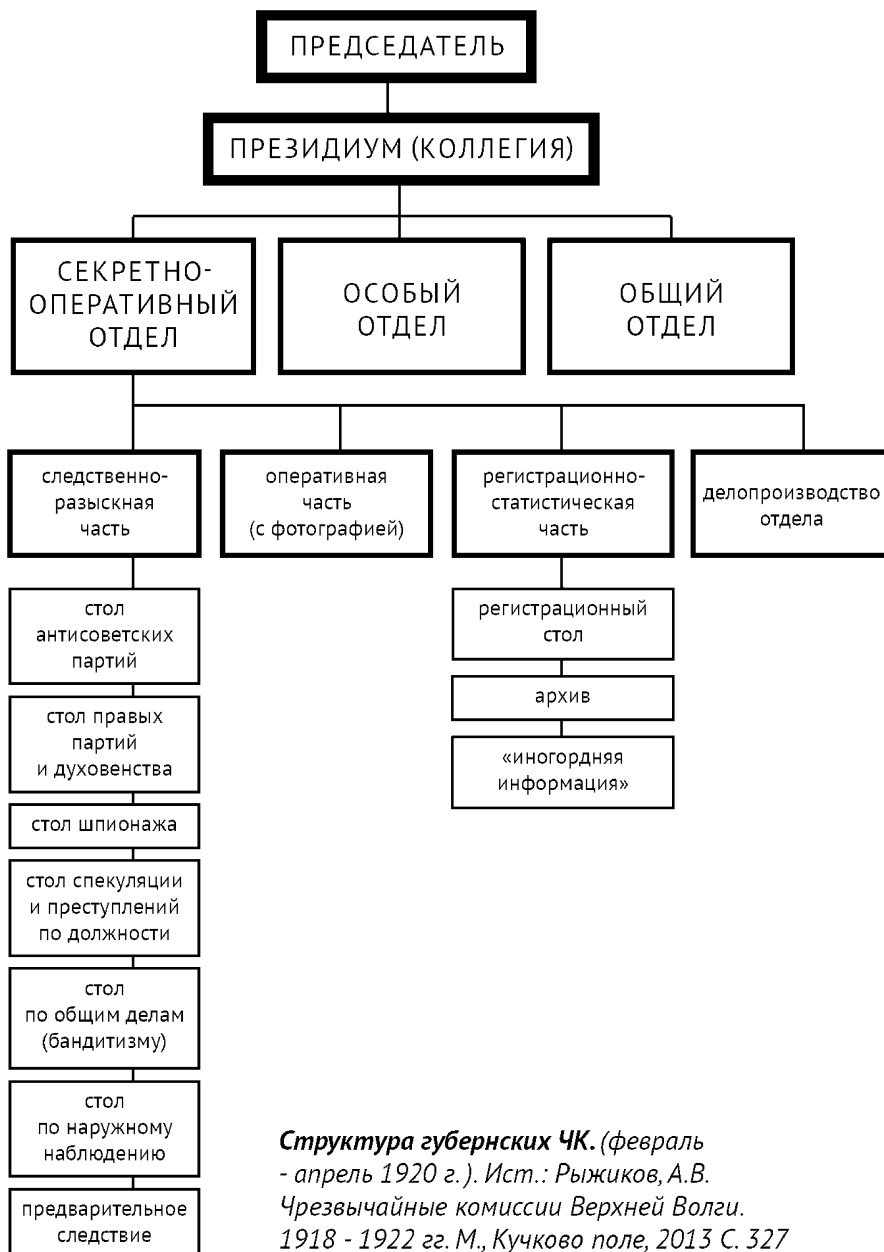 ПРЕДСЕДАТЕЛЬ
ПРЕЗИДИУМ (КОЛЛЕГИЯ)
СЕКРЕТНО-
ОПЕРАТИВНЫЙ
ОТДЕЛ
ОСОБЫЙ
ОТДЕЛ
ОБЩИЙ
ОТДЕЛ
следственно-
разыскная
часть
оперативная
часть
(с фотографией)
регистрационно-
статистическая
часть
делопроизводство
отдела
стол
антисоветских
партий
стол правых
партий
и духовенства
стол шпионажа
стол спекуляции
и преступлений
по должности
стол
по общим делам
(бандитизму)
стол
по наружному
наблюдению
предварительное
следствие
регистрационный
стол
архив
«иногордняя
информация»
Структура губернских ЧК. (февраль
- апрель 1920 г.). Ист.: Рыжиков, А.В.
Чрезвычайные комиссии Верхней Волги.
1918 - 1922 гг. М., Кучково поле, 2013 С. 327